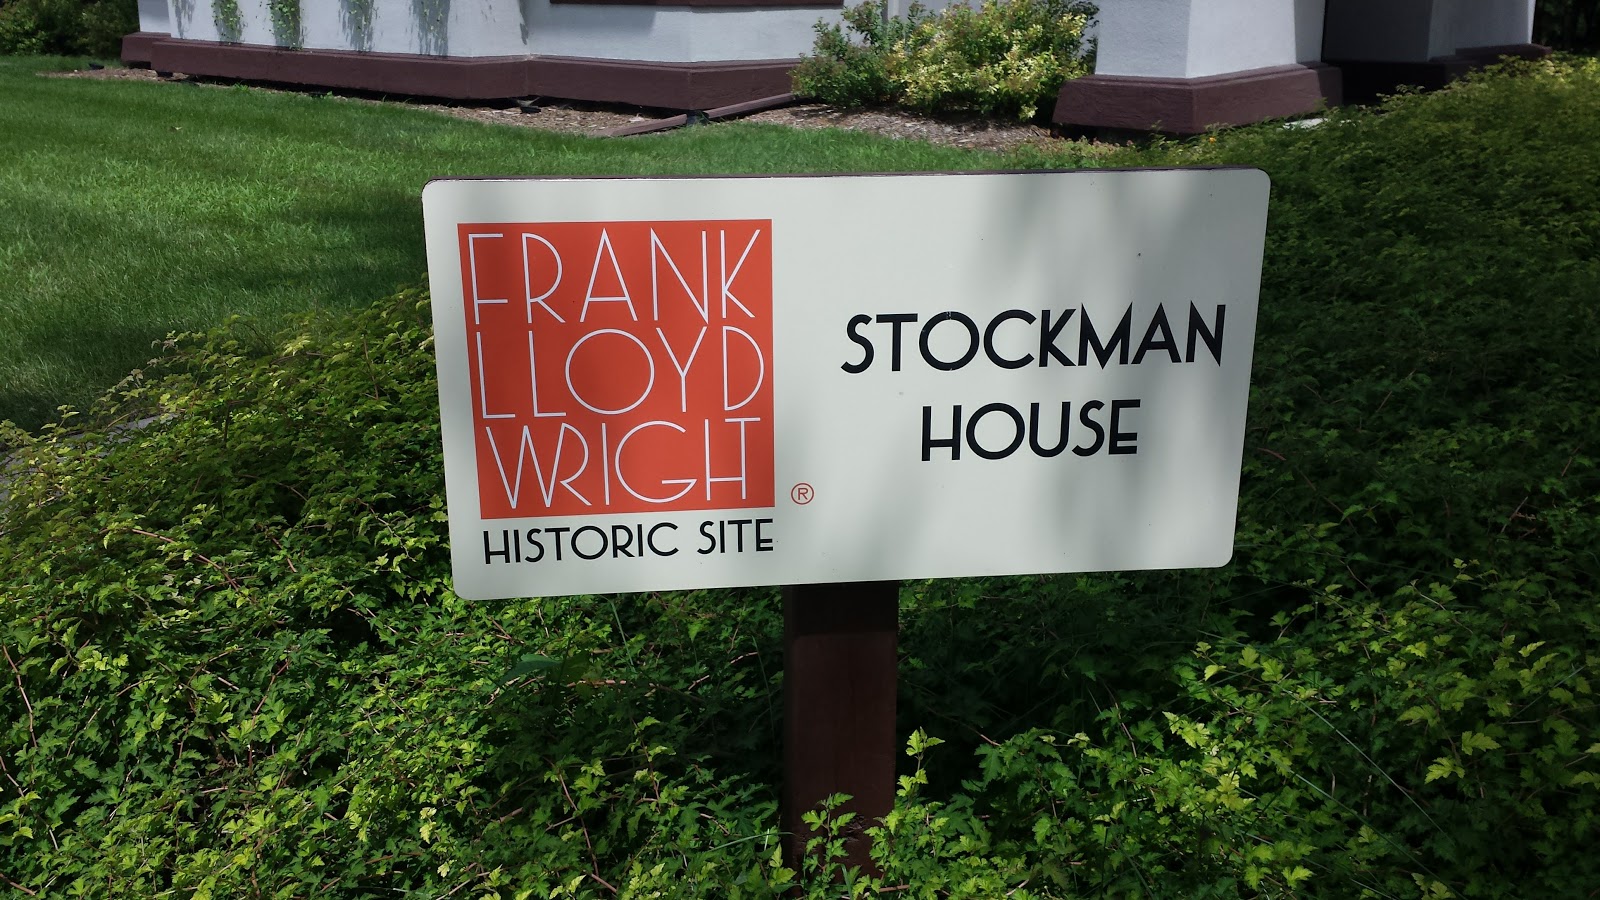 FRANK
LLOYD
WRIGHT
®
HISTORIC SITE
STOCKMAN
HOUSE